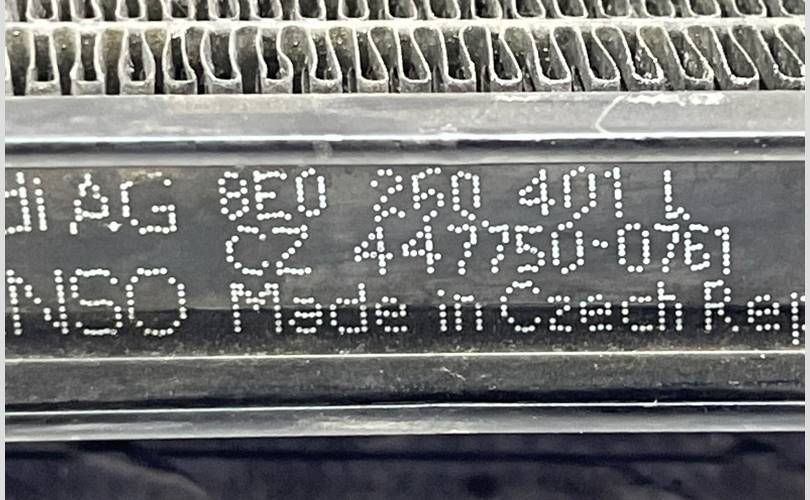 di AG 8E0 260 401 L
CZ 447750-0761
NSO Made in Czech Rep